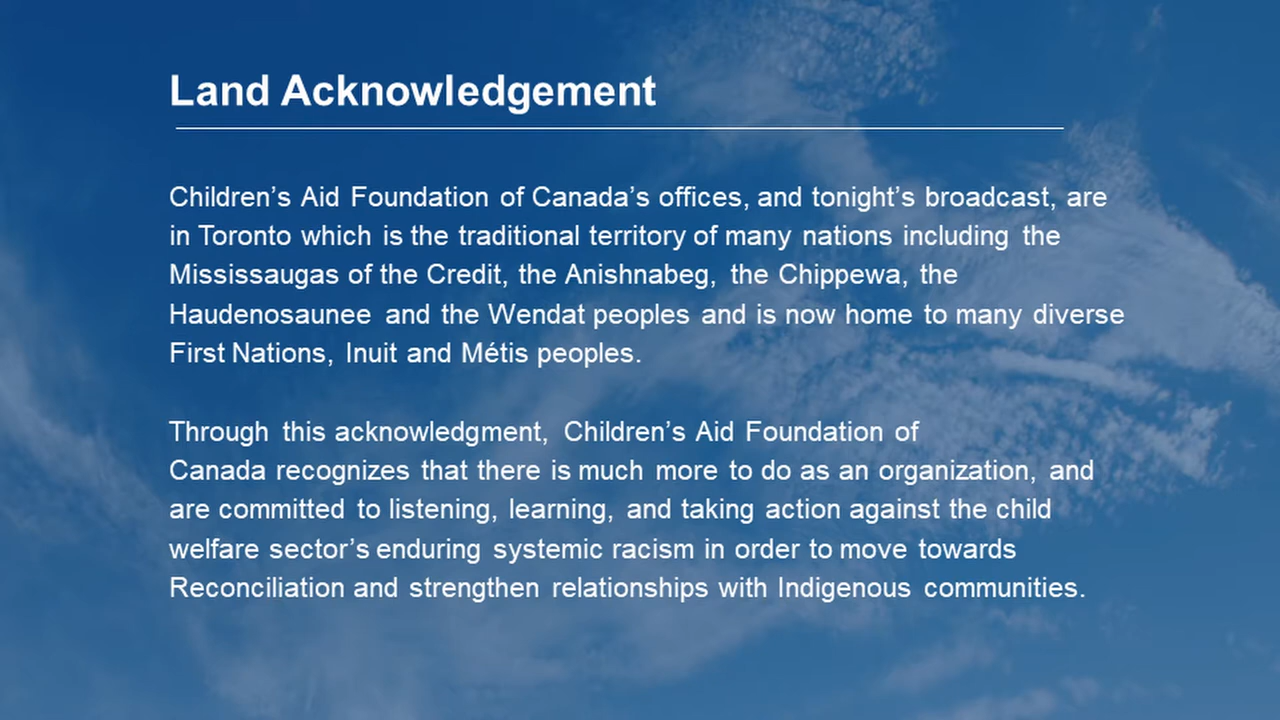 Land Acknowledgement
Children’s Aid Foundation of Canada’s offices, and tonight’s broadcast, are
in Toronto which is the traditional territory of many nations including the
Mississaugas of the Credit, the Anishnabeg, the Chippewa, the
Haudenosaunee and the Wendat peoples and is now home to many diverse
First Nations, Inuit and Métis peoples.
Through this acknowledgment, Children’s Aid Foundation of
Canada recognizes that there is much more to do as an organization, and
are committed to listening, learning, and taking action against the child
welfare sector’s enduring systemic racism in order to move towards
Reconciliation and strengthen relationships with Indigenous communities.